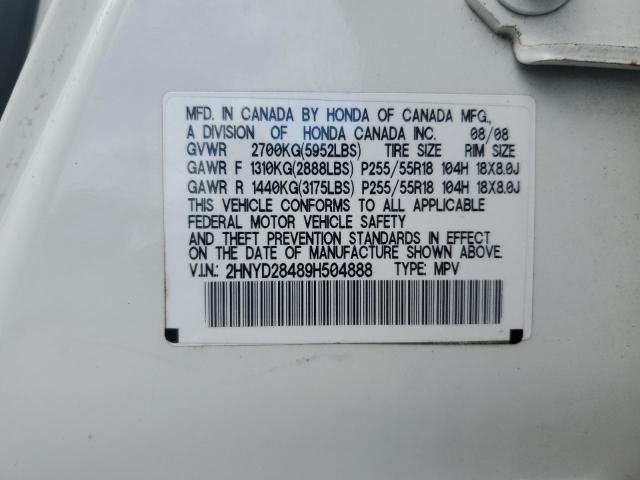 MFD. IN CANADA BY HONDA OF CANADA MFG.,
A DIVISION OF HONDA CANADA INC. 08/08
GVWR 2700KG(5952LBS) TIRE SIZE RIM SIZE
GAWR F 1310KG(2888LBS) P255/55R18 104H 18X8.0J
GAWR R 1440KG(3175LBS) P255/55R18 104H 18X8.0J
THIS VEHICLE CONFORMS TO ALL APPLICABLE
FEDERAL MOTOR VEHICLE SAFETY
AND THEFT PREVENTION STANDARDS IN EFFECT
ON THE DATE OF MANUFACTURE SHOWN ABOVE.
V.I.N.: 2HNYD28489H504888 TYPE: MPV